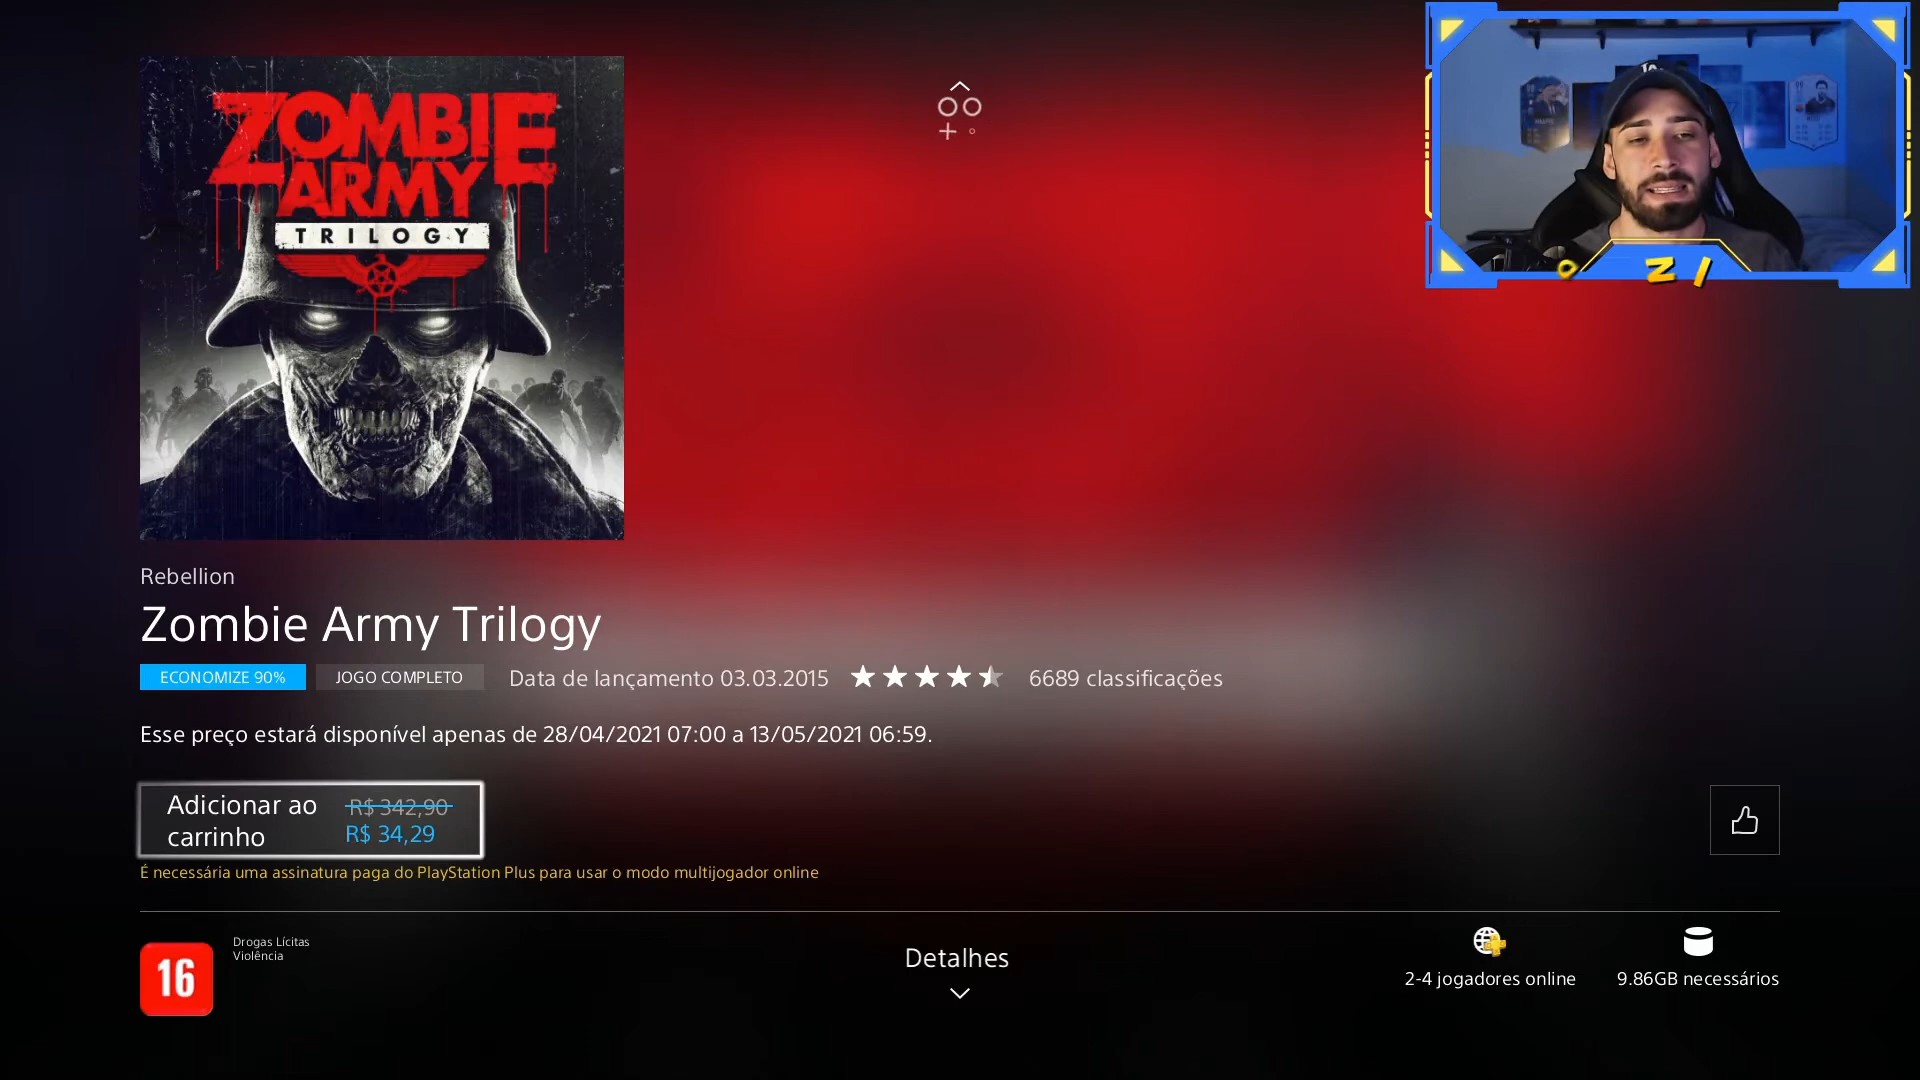 ZOMBIE
ARMY
TRILOGY
Rebellion
Zombie Army Trilogy
ECONOMIZE 90% JOGO COMPLETO Data de lançamento 03.03.2015 6689 classificações
Esse preço estará disponível apenas de 28/04/2021 07:00 a 13/05/2021 06:59.
Adicionar ao R$ 342,90
carrinho R$ 34,29
É necessária uma assinatura paga do PlayStation Plus para usar o modo multijogador online
16
Drogas Lícitas
Violência
Detalhes
2-4 jogadores online 9.86GB necessários